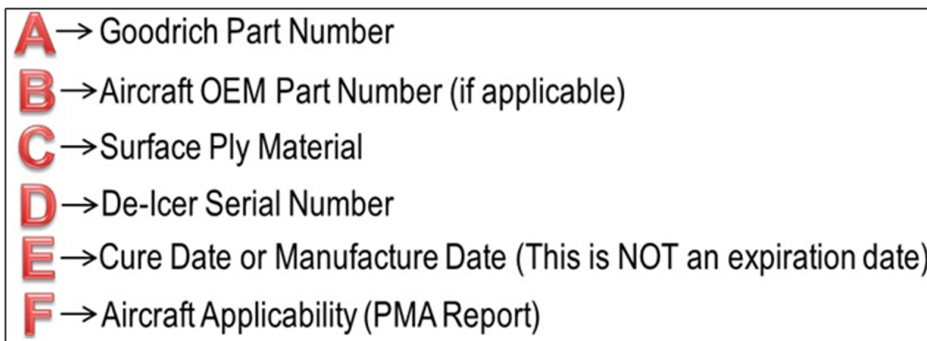 A→Goodrich Part Number
B→Aircraft OEM Part Number (if applicable)
C→Surface Ply Material
D→De-Icer Serial Number
E→Cure Date or Manufacture Date (This is NOT an expiration date)
F→Aircraft Applicability (PMA Report)